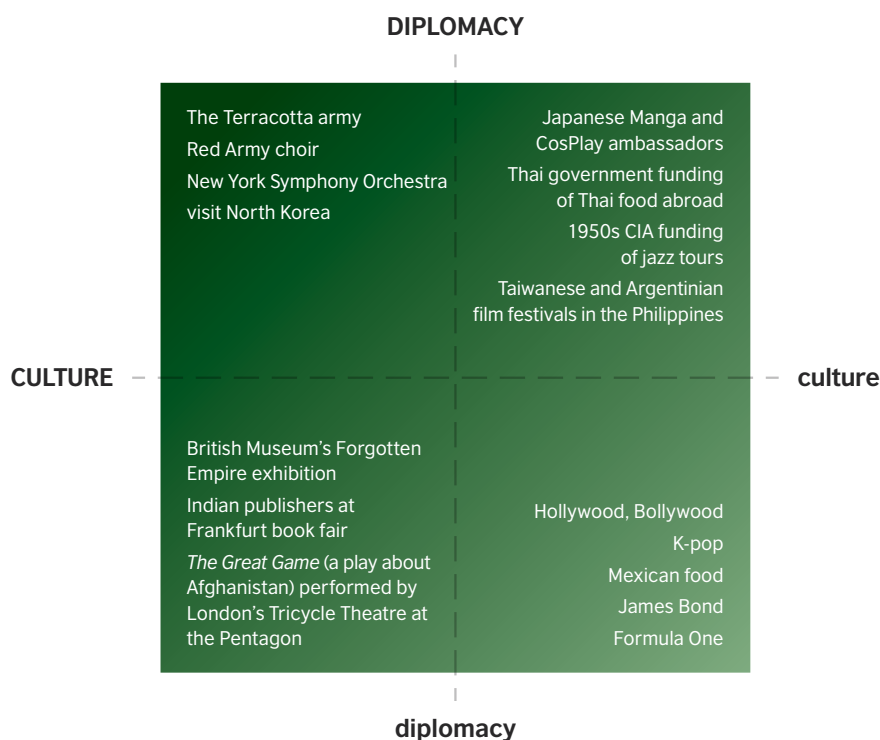 DIPLOMACY
The Terracotta army
Red Army choir
New York Symphony Orchestra
visit North Korea
Japanese Manga and
CosPlay ambassadors
Thai government funding
of Thai food abroad
1950s CIA funding
of jazz tours
Taiwanese and Argentinian
film festivals in the Philippines
CULTURE
culture
British Museum’s Forgotten
Empire exhibition
Indian publishers at
Frankfurt book fair
The Great Game (a play about
Afghanistan) performed by
London’s Tricycle Theatre at
the Pentagon
Hollywood, Bollywood
K-pop
Mexican food
James Bond
Formula One
diplomacy